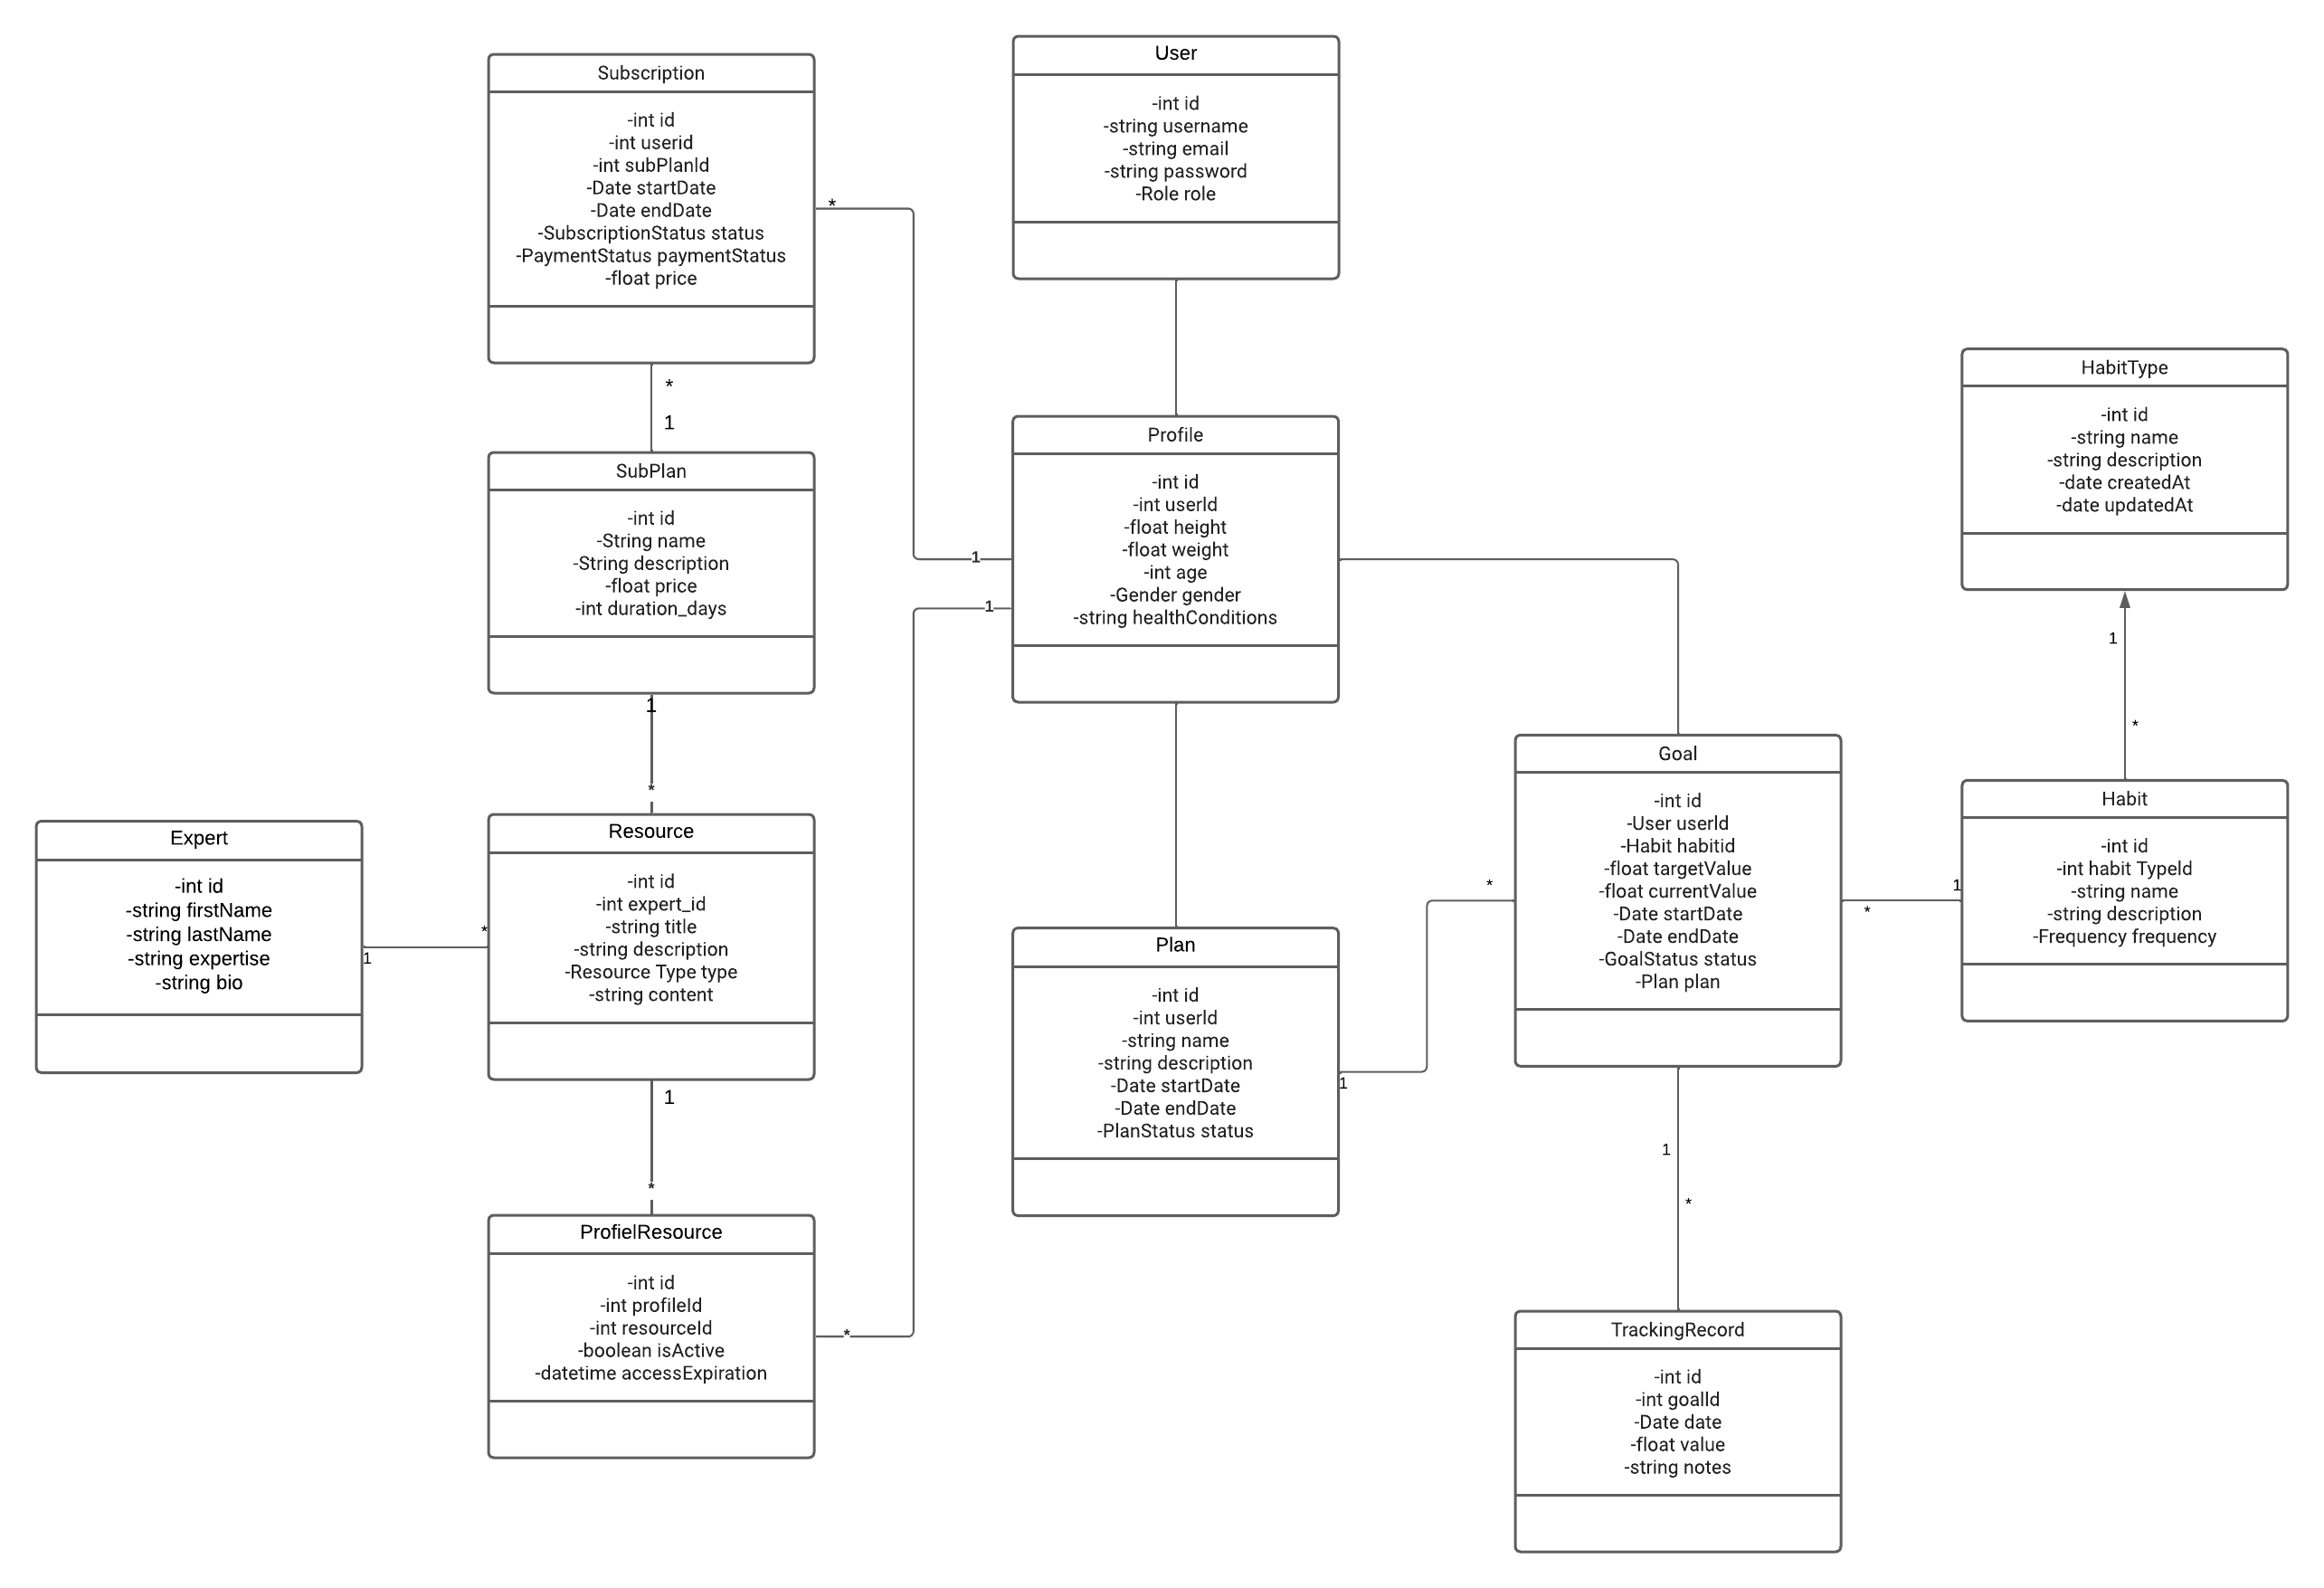 Subscription
-int id
-int userid
-int subPlanId
-Date startDate
-Date endDate
-SubscriptionStatus status
-PaymentStatus paymentStatus
-float price
*
*
1
SubPlan
-int id
-String name
-String description
-float price
-int duration_days
1
*
Expert
-int id
-string firstName
-string lastName
-string expertise
-string bio
1
*
Resource
-int id
-int expert_id
-string title
-string description
-Resource Type type
-string content
1
*
ProfielResource
-int id
-int profileId
-int resourceId
-boolean isActive
-datetime accessExpiration
*
User
-int id
-string username
-string email
-string password
-Role role
1
1
Profile
-int id
-int userId
-float height
-float weight
-int age
-Gender gender
-string healthConditions
Plan
-int id
-int userId
-string name
-string description
-Date startDate
-Date endDate
-PlanStatus status
1
*
Goal
-int id
-User userId
-Habit habitid
-float targetValue
-float currentValue
-Date startDate
-Date endDate
-GoalStatus status
-Plan plan
*
1
1
*
TrackingRecord
-int id
-int goalId
-Date date
-float value
-string notes
HabitType
-int id
-string name
-string description
-date createdAt
-date updatedAt
1
*
Habit
-int id
-int habit TypeId
-string name
-string description
-Frequency frequency